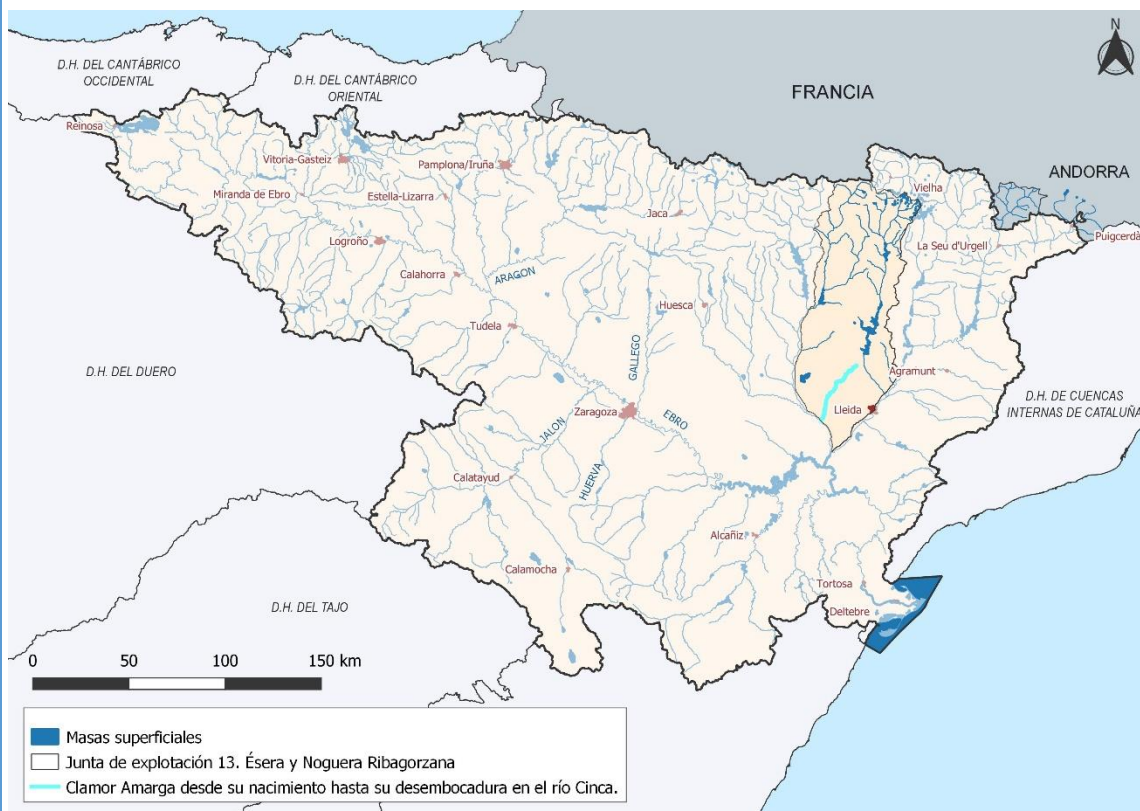 N
D.H. DEL CANTÁBRICO
OCCIDENTAL
D.H. DEL CANTÁBRICO
ORIENTAL
FRANCIA
ANDORRA
Reinosa
Vitoria-Gasteiz
Pamplona/Iruña
Vielha
Miranda de Ebro
Estella-Lizarra
Jaca
Puigcerdà
La Seu d'Urgell
Logroño
Calahorra
ARAGON
Huesca
Tudela
GALLEGO
D.H. DEL DUERO
Agramunt
D.H. DE CUENCAS
INTERNAS DE CATALUÑA
Lleida
Zaragoza
EBRO
JALON
HUERVA
Calatayud
Alcañiz
Calamocha
Tortosa
Deltebre
D.H. DEL TAJO
0 50 100 150 km
Masas superficiales
Junta de explotación 13. Ésera y Noguera Ribagorzana
Clamor Amarga desde su nacimiento hasta su desembocadura en el río Cinca.